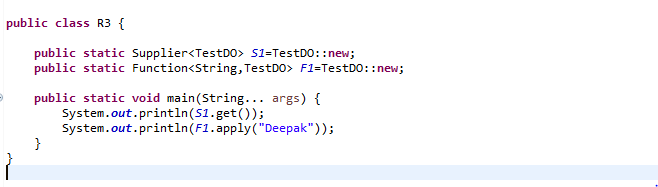 public class R3 {
public static Supplier<TestDO> S1=TestDO::new;
public static Function<String,TestDO> F1=TestDO::new;
public static void main(String... args) {
System.out.println(S1.get());
System.out.println(F1.apply("Deepak"));
}
}